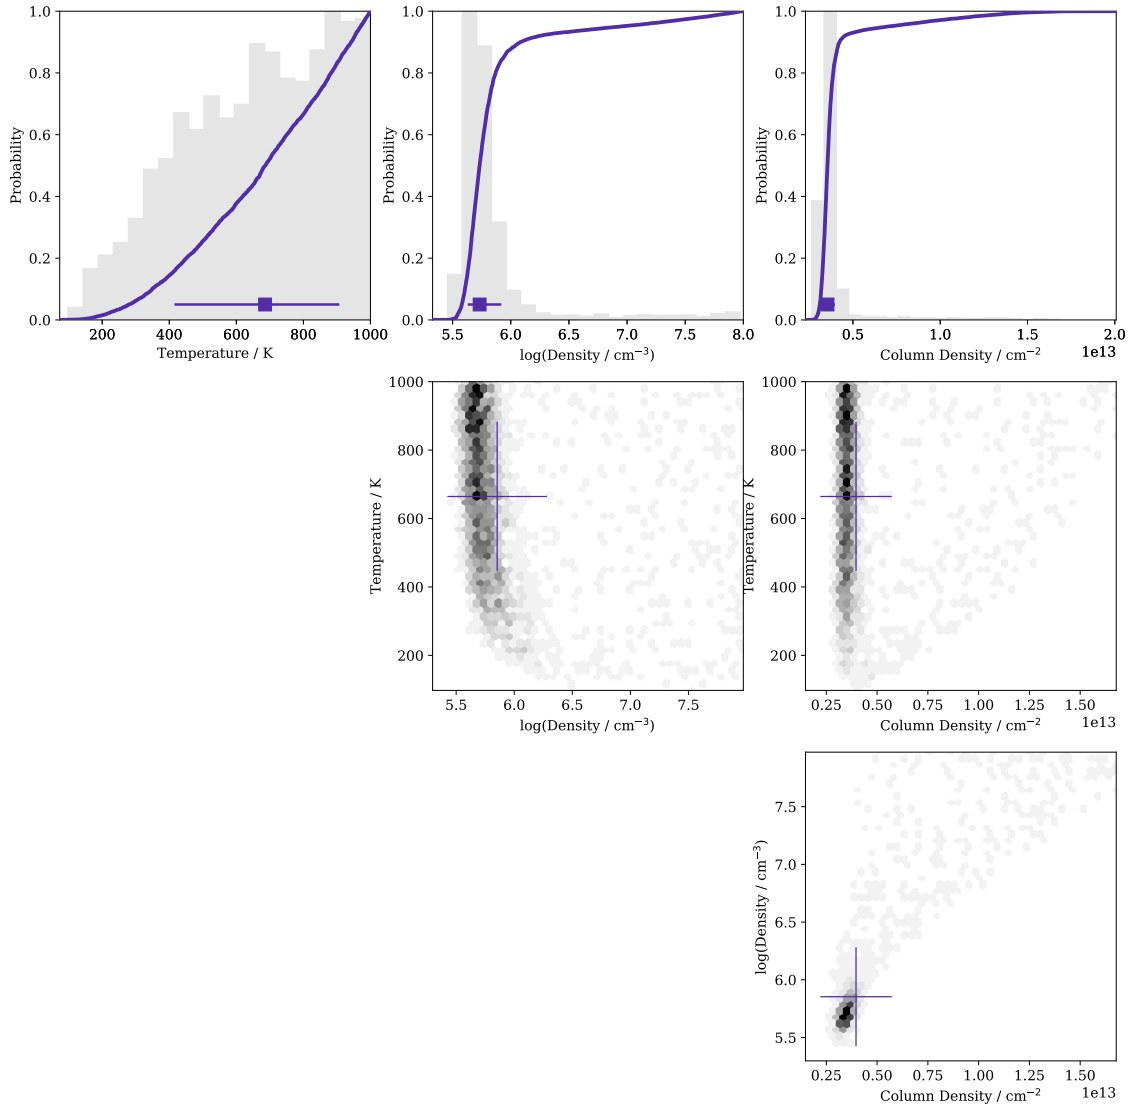 1.0 0.8 0.6 0.4 0.2 0.0
Probability
200 400 600 800 1000
Temperature / K
1.0 0.8 0.6 0.4 0.2 0.0
Probability
5.5 6.0 6.5 7.0 7.5 8.0
log(Density / cm⁻³)
1.0 0.8 0.6 0.4 0.2 0.0
Probability
0.5 1.0 1.5 2.0
Column Density / cm⁻²
1e13
1000 800 600 400 200
Temperature / K
5.5 6.0 6.5 7.0 7.5
log(Density / cm⁻³)
1000 800 600 400 200
Temperature / K
0.25 0.50 0.75 1.00 1.25 1.50
Column Density / cm⁻²
1e13
7.5 7.0 6.5 6.0 5.5
log(Density / cm⁻³)
0.25 0.50 0.75 1.00 1.25 1.50
Column Density / cm⁻²
1e13